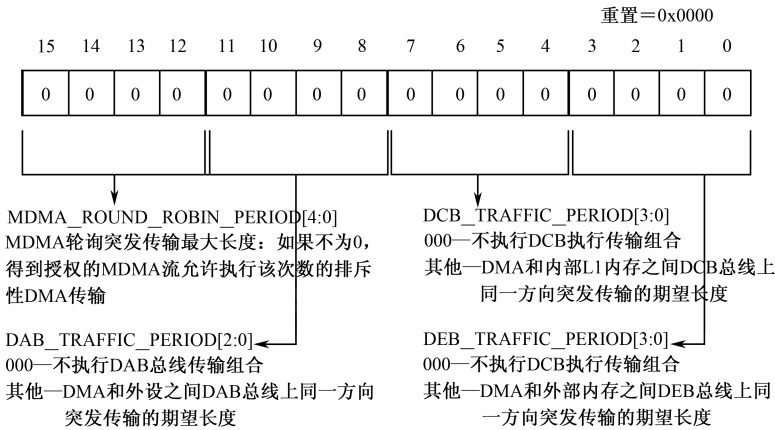 重置＝0x0000
15 14 13 12 11 10 9 8 7 6 5 4 3 2 1 0
0 0 0 0 0 0 0 0 0 0 0 0 0 0 0 0
MDMA_ROUND_ROBIN_PERIOD[4:0]
MDMA轮询突发传输最大长度：如果不为0，
得到授权的MDMA流允许执行该次数的排斥
性DMA传输
DAB_TRAFFIC_PERIOD[2:0]
000—不执行DAB总线传输组合
其他—DMA和外设之间DAB总线上同一方向
突发传输的期望长度
DCB_TRAFFIC_PERIOD[3:0]
000—不执行DCB执行传输组合
其他—DMA和内部L1内存之间DCB总线上
同一方向突发传输的期望长度
DEB_TRAFFIC_PERIOD[3:0]
000—不执行DCB执行传输组合
其他—DMA和外部内存之间DEB总线上同
一方向突发传输的期望长度